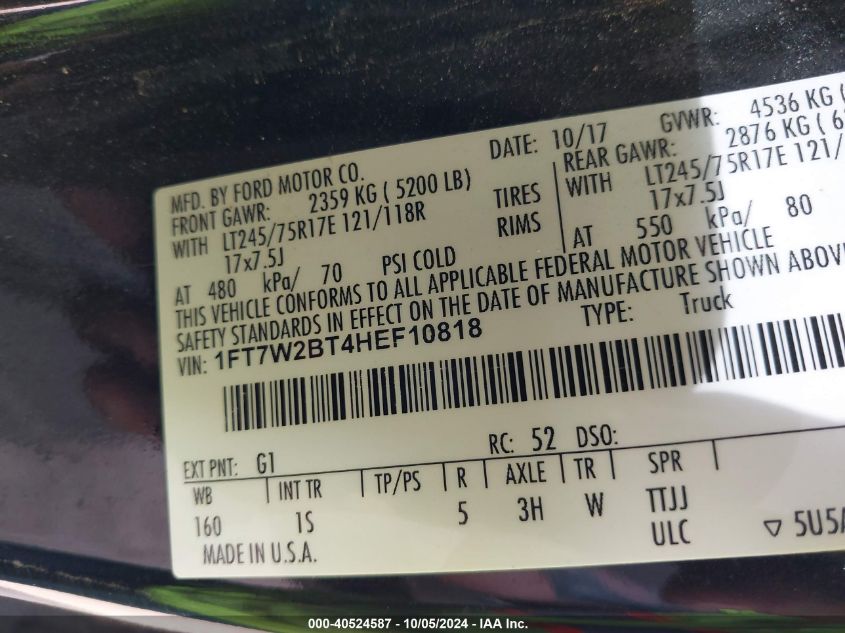 MFD. BY FORD MOTOR CO.
DATE: 10/17
GVWR: 4536 KG (
FRONT GAWR: 2359 KG ( 5200 LB)
REAR GAWR: 2876 KG ( 6
WITH LT245/75R17E 121/118R TIRES
WITH LT245/75R17E 121/
17x7.5J RIMS
17x7.5J
AT 480 kPa/ 70 PSI COLD
AT 550 kPa/ 80
THIS VEHICLE CONFORMS TO ALL APPLICABLE FEDERAL MOTOR VEHICLE
SAFETY STANDARDS IN EFFECT ON THE DATE OF MANUFACTURE SHOWN ABOV
VIN: 1FT7W2BT4HEF10818
TYPE: Truck
EXT PNT: G1 RC: 52 DSO:
WB INT TR TP/PS R AXLE TR SPR
160 1S 5 3H W TTJJ
ULC
MADE IN U.S.A.
▽ 5U5A
000-40524587 - 10/05/2024 - IAA Inc.